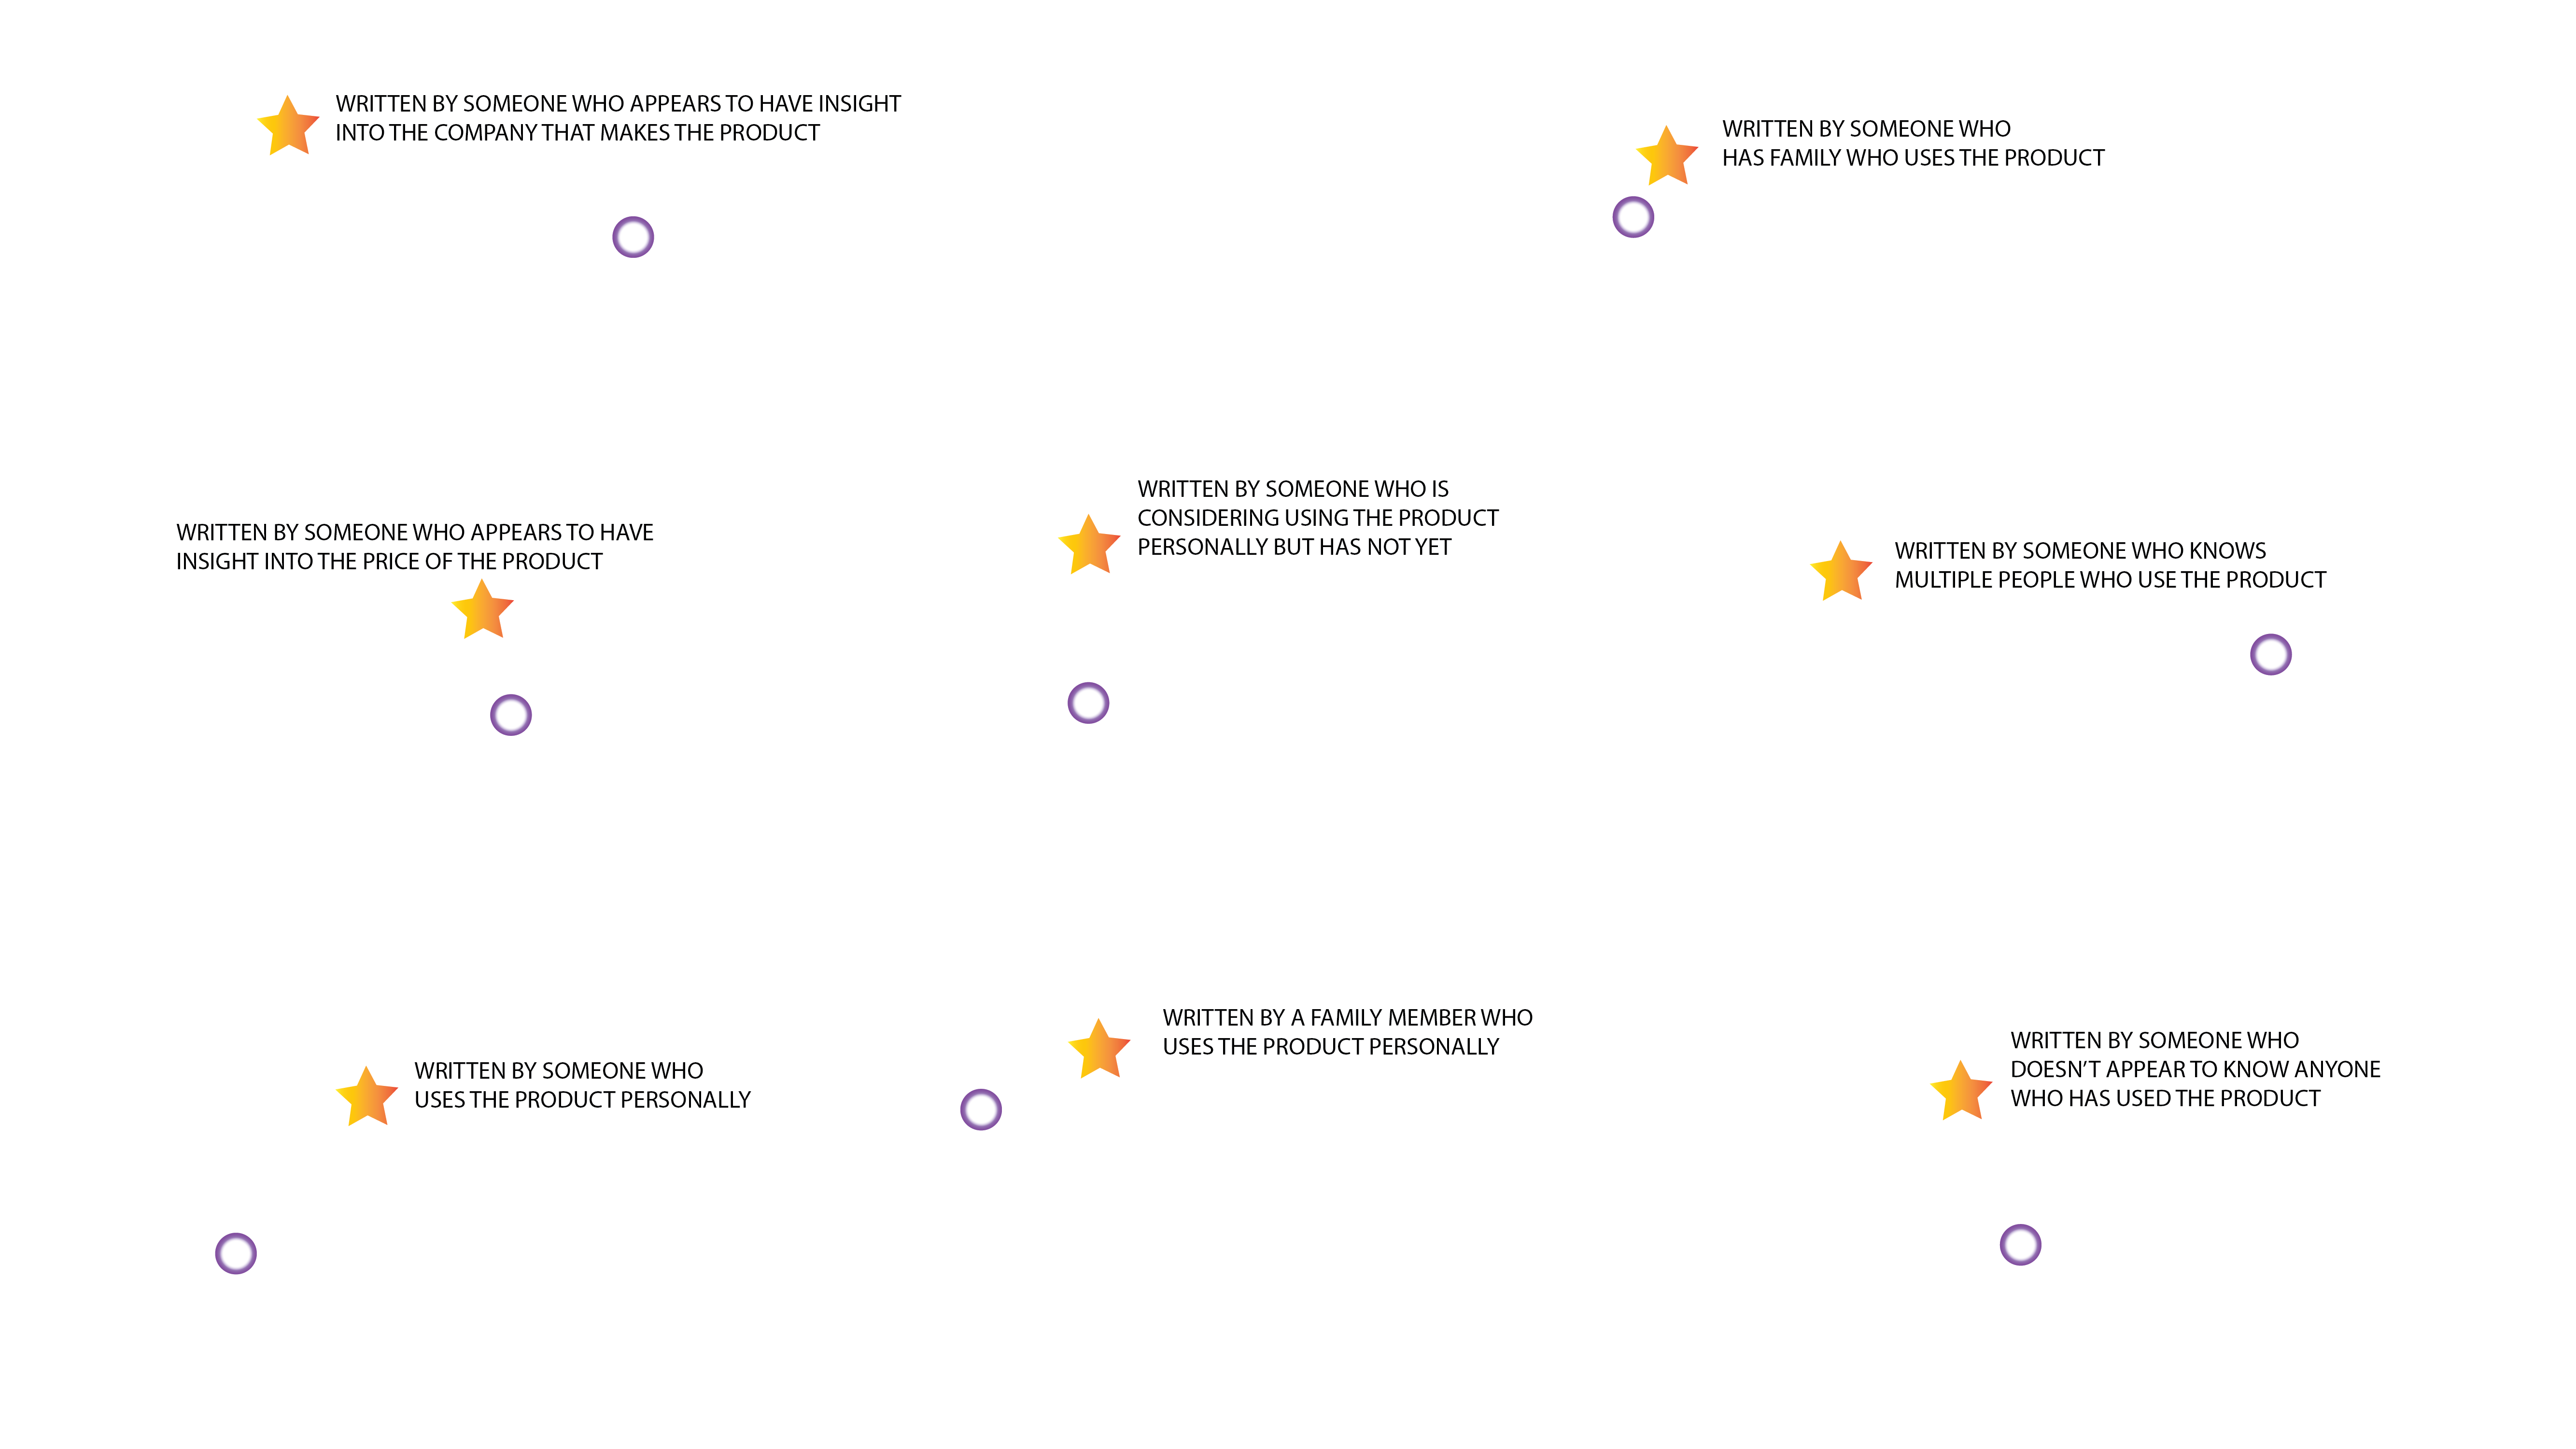 WRITTEN BY SOMEONE WHO APPEARS TO HAVE INSIGHT
INTO THE COMPANY THAT MAKES THE PRODUCT
WRITTEN BY SOMEONE WHO
HAS FAMILY WHO USES THE PRODUCT
WRITTEN BY SOMEONE WHO APPEARS TO HAVE
INSIGHT INTO THE PRICE OF THE PRODUCT
WRITTEN BY SOMEONE WHO IS
CONSIDERING USING THE PRODUCT
PERSONALLY BUT HAS NOT YET
WRITTEN BY SOMEONE WHO KNOWS
MULTIPLE PEOPLE WHO USE THE PRODUCT
WRITTEN BY SOMEONE WHO
USES THE PRODUCT PERSONALLY
WRITTEN BY A FAMILY MEMBER WHO
USES THE PRODUCT PERSONALLY
WRITTEN BY SOMEONE WHO
DOESN’T APPEAR TO KNOW ANYONE
WHO HAS USED THE PRODUCT